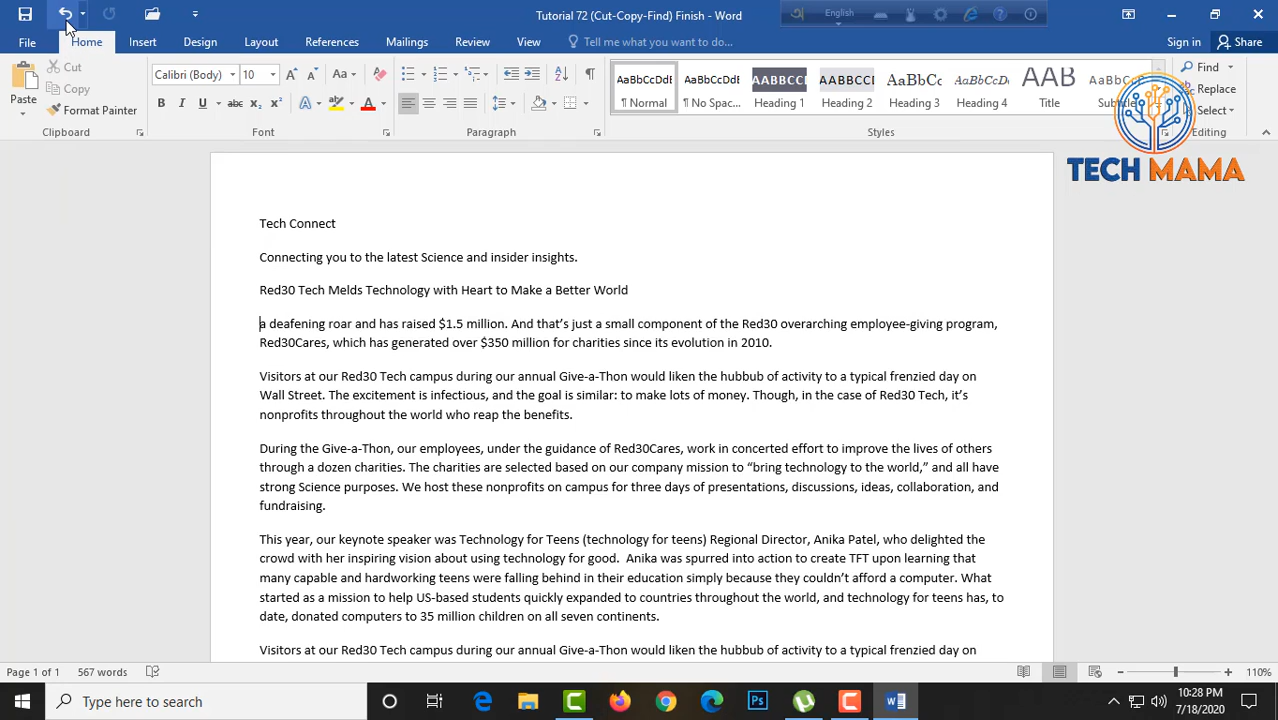 Tutorial 72 (Cut-Copy-Find) Finish - Word
English
File
Home
Insert
Design
Layout
References
Mailings
Review
View
Tell me what you want to do...
Sign in
Share
Paste
Cut
Copy
Format Painter
Clipboard
Calibri (Body)
10
Aa
B I U abc x₂ x²
A
Font
Paragraph
AaBbCcDdE
¶ Normal
AaBbCcDdE
¶ No Spac...
AABBCCI
Heading 1
AABBCCI
Heading 2
AaBbCc
Heading 3
AaBbCcDd
Heading 4
AAB
Title
AaBbCcD
Styles
Find
Replace
Select
Editing
TECH MAMA
Tech Connect
Connecting you to the latest Science and insider insights.
Red30 Tech Melds Technology with Heart to Make a Better World
a deafening roar and has raised $1.5 million. And that’s just a small component of the Red30 overarching employee-giving program,
Red30Cares, which has generated over $350 million for charities since its evolution in 2010.
Visitors at our Red30 Tech campus during our annual Give-a-Thon would liken the hubbub of activity to a typical frenzied day on
Wall Street. The excitement is infectious, and the goal is similar: to make lots of money. Though, in the case of Red30 Tech, it’s
nonprofits throughout the world who reap the benefits.
During the Give-a-Thon, our employees, under the guidance of Red30Cares, work in concerted effort to improve the lives of others
through a dozen charities. The charities are selected based on our company mission to “bring technology to the world,” and all have
strong Science purposes. We host these nonprofits on campus for three days of presentations, discussions, ideas, collaboration, and
fundraising.
This year, our keynote speaker was Technology for Teens (technology for teens) Regional Director, Anika Patel, who delighted the
crowd with her inspiring vision about using technology for good.  Anika was spurred into action to create TFT upon learning that
many capable and hardworking teens were falling behind in their education simply because they couldn’t afford a computer. What
started as a mission to help US-based students quickly expanded to countries throughout the world, and technology for teens has, to
date, donated computers to 35 million children on all seven continents.
Visitors at our Red30 Tech campus during our annual Give-a-Thon would liken the hubbub of activity to a typical frenzied day on
Page 1 of 1
567 words
110%
Type here to search
10:28 PM
7/18/2020